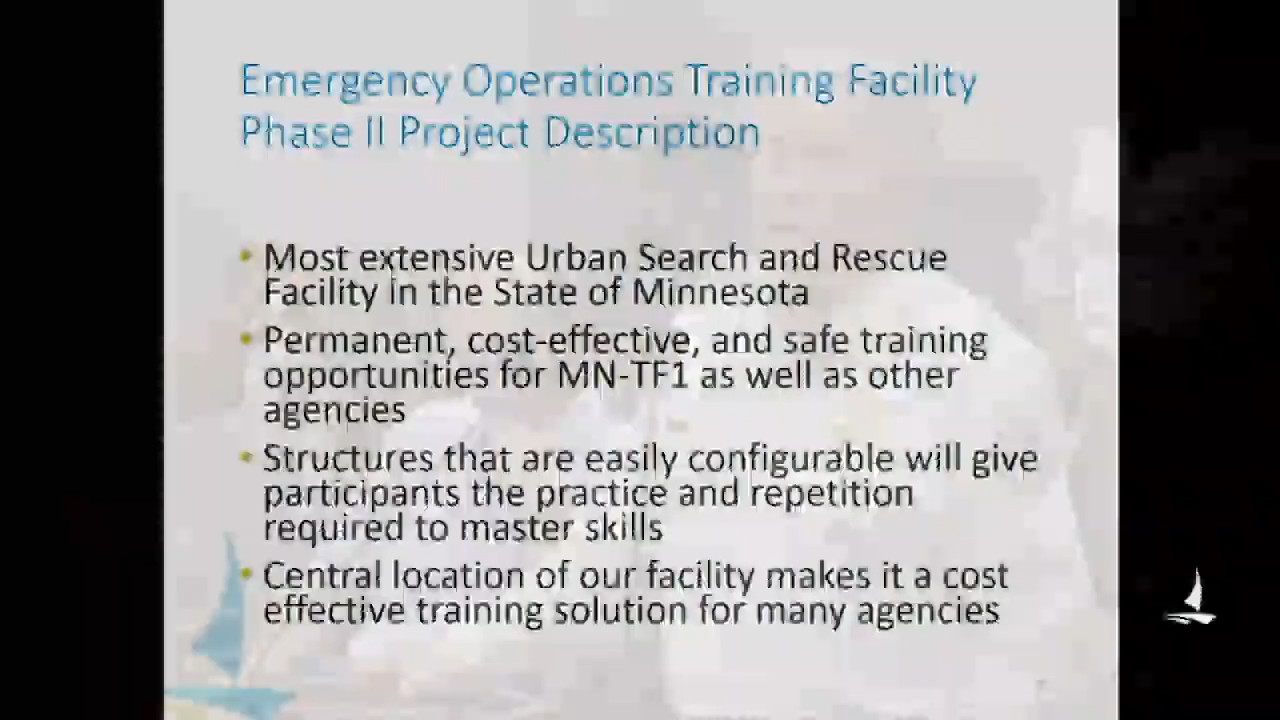 Emergency Operations Training Facility
Phase II Project Description
• Most extensive Urban Search and Rescue
Facility in the State of Minnesota
• Permanent, cost-effective, and safe training
opportunities for MN-TF1 as well as other
agencies
• Structures that are easily configurable will give
participants the practice and repetition
required to master skills
• Central location of our facility makes it a cost
effective training solution for many agencies